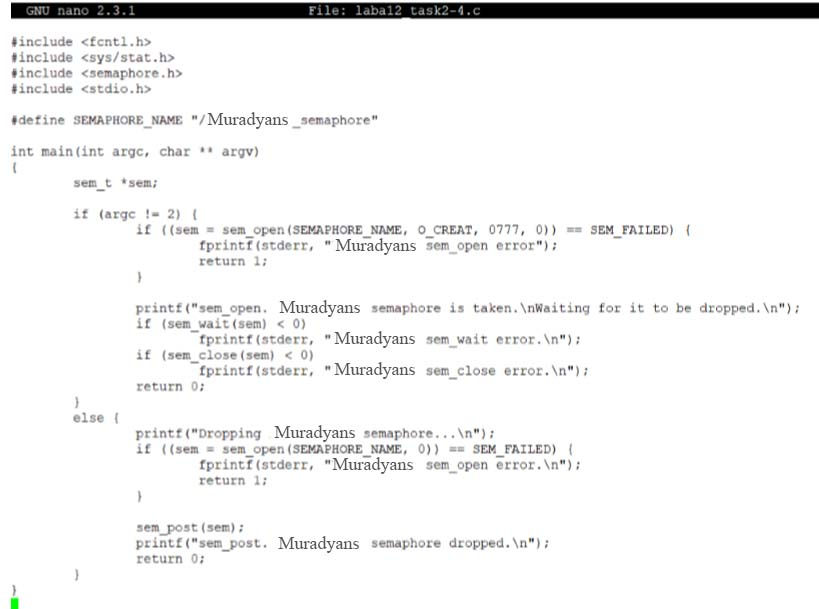 GNU nano 2.3.1 File: laba12_task2-4.c
#include <fcntl.h>
#include <sys/stat.h>
#include <semaphore.h>
#include <stdio.h>
#define SEMAPHORE_NAME "/Muradyans _semaphore"
int main(int argc, char ** argv)
{
sem_t *sem;
if (argc != 2) {
if ((sem = sem_open(SEMAPHORE_NAME, O_CREAT, 0777, 0)) == SEM_FAILED) {
fprintf(stderr, " Muradyans sem_open error");
return 1;
}
printf("sem_open. Muradyans semaphore is taken.\nWaiting for it to be dropped.\n");
if (sem_wait(sem) < 0)
fprintf(stderr, " Muradyans sem_wait error.\n");
if (sem_close(sem) < 0)
fprintf(stderr, " Muradyans sem_close error.\n");
return 0;
}
else {
printf("Dropping Muradyans semaphore...\n");
if ((sem = sem_open(SEMAPHORE_NAME, 0)) == SEM_FAILED) {
fprintf(stderr, "Muradyans sem_open error.\n");
return 1;
}
sem_post(sem);
printf("sem_post. Muradyans semaphore dropped.\n");
return 0;
}
}